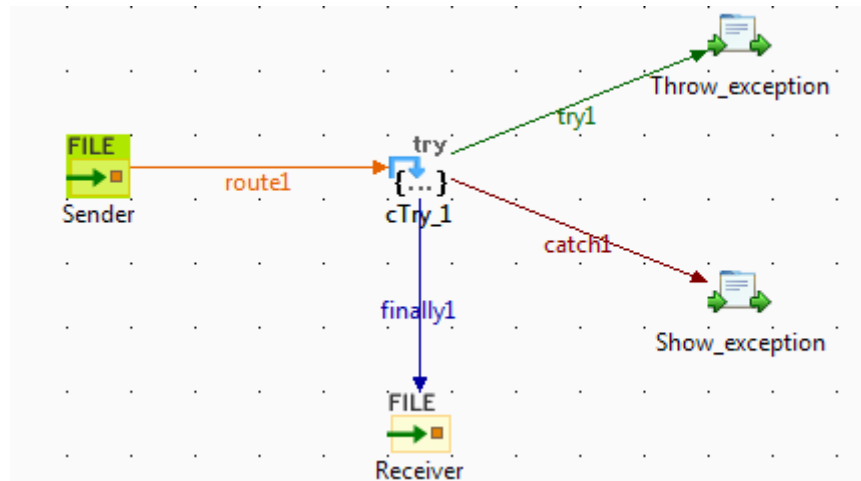 Throw_exception
try1
FILE
try
route1
{...}
Sender
cTry_1
catch1
finally1
Show_exception
FILE
Receiver